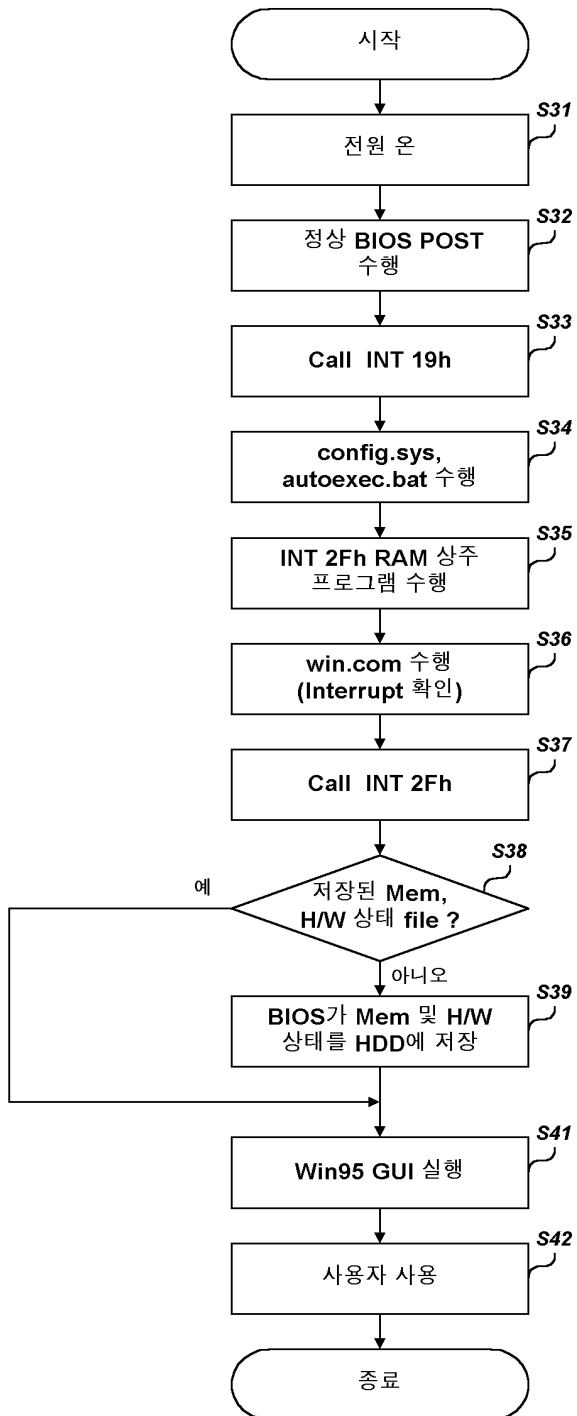 시작
S31
전원 온
S32
정상 BIOS POST
수행
S33
Call INT 19h
S34
config.sys,
autoexec.bat 수행
S35
INT 2Fh RAM 상주
프로그램 수행
S36
win.com 수행
(Interrupt 확인)
S37
Call INT 2Fh
S38
예
저장된 Mem,
H/W 상태 file ?
아니오
S39
BIOS가 Mem 및 H/W
상태를 HDD에 저장
S41
Win95 GUI 실행
S42
사용자 사용
종료